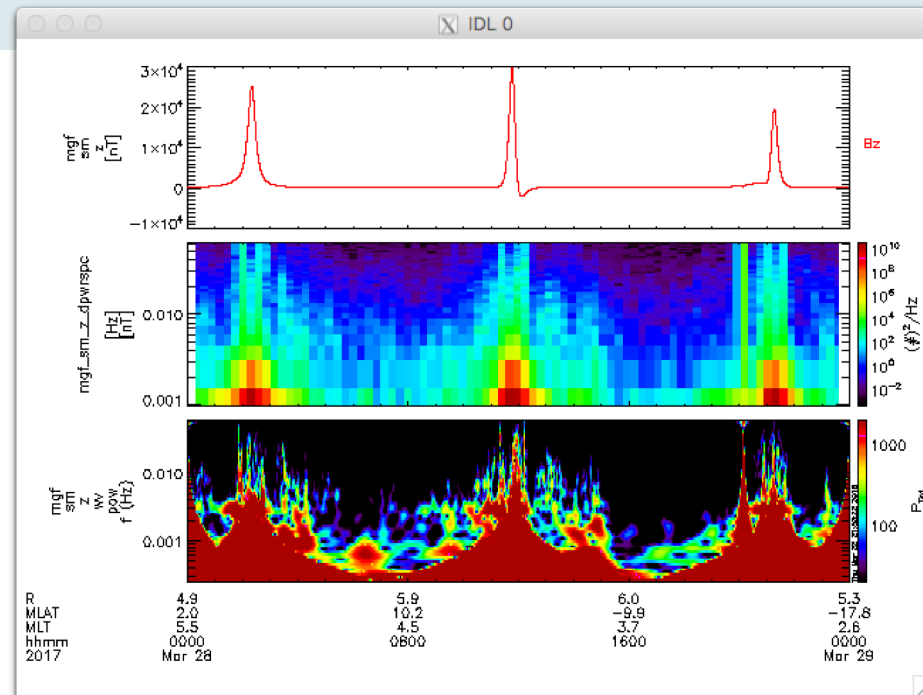 IDL 0
3×10⁴
2×10⁴
1×10⁴
0
−1×10⁴
mgf
sm
z
[nT]
Bz
mgf_sm_z_dpwrspc
[Hz]
[nT]
0.010
0.001
10¹⁰
10⁸
10⁶
10⁴
10²
10⁰
10⁻²
(#)²/Hz
mgf
sm
z
w
pow
f (Hz)
0.010
0.001
1000
100
P_Tot
R 4.9 5.9 6.0 5.3
MLAT 2.0 10.2 −9.9 −17.8
MLT 5.5 4.5 3.7 2.6
hhmm 0000 0800 1600 0000
2017 Mar 28 Mar 29